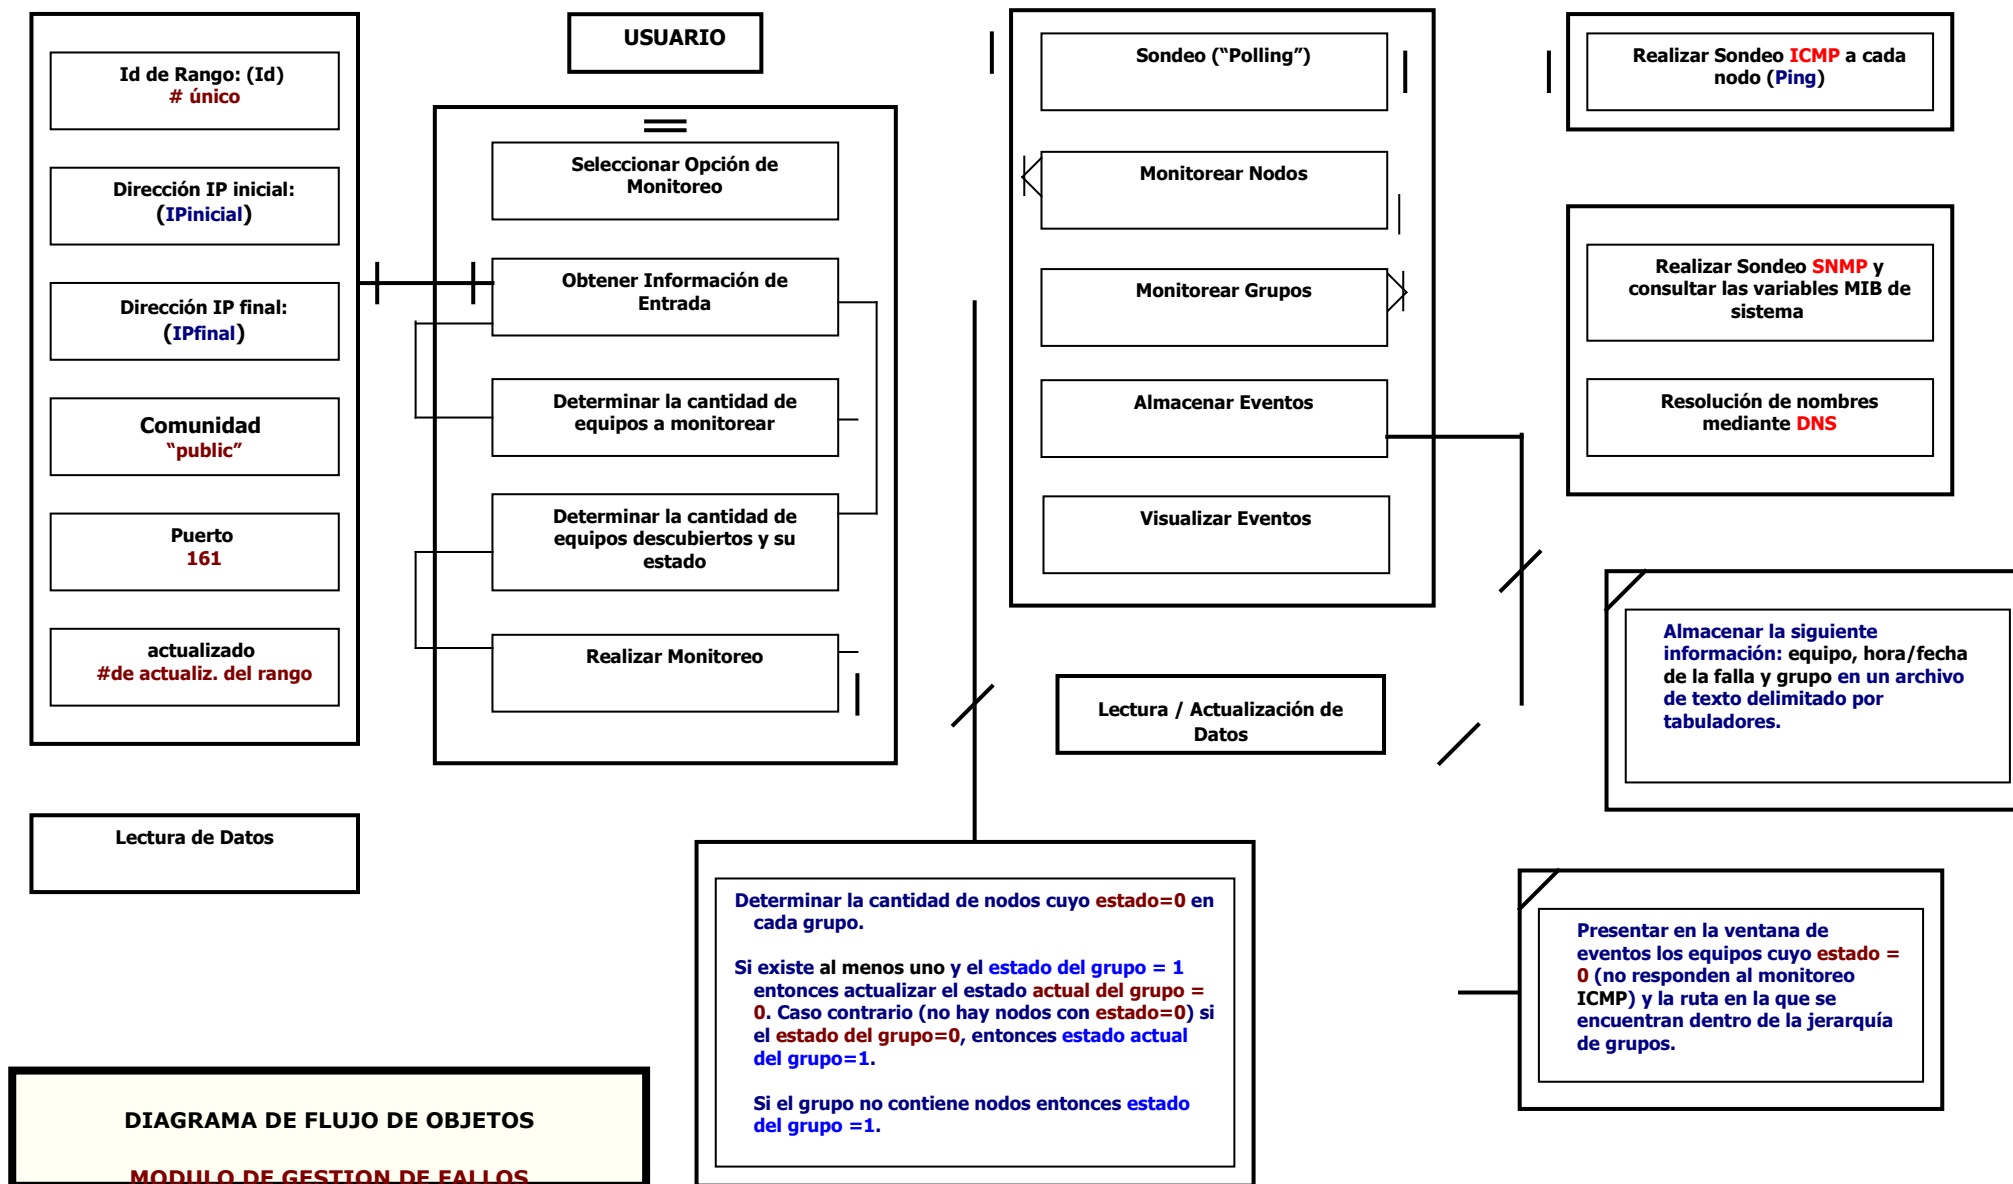 Id de Rango: (Id)
# único
Dirección IP inicial:
(IPinicial)
Dirección IP final:
(IPfinal)
Comunidad
“public”
Puerto
161
actualizado
#de actualiz. del rango
Lectura de Datos
USUARIO
Seleccionar Opción de
Monitoreo
Obtener Información de
Entrada
Determinar la cantidad de
equipos a monitorear
Determinar la cantidad de
equipos descubiertos y su
estado
Realizar Monitoreo
Sondeo (“Polling”)
Monitorear Nodos
Monitorear Grupos
Almacenar Eventos
Visualizar Eventos
Lectura / Actualización de
Datos
Realizar Sondeo ICMP a cada
nodo (Ping)
Realizar Sondeo SNMP y
consultar las variables MIB de
sistema
Resolución de nombres
mediante DNS
Almacenar la siguiente
información: equipo, hora/fecha
de la falla y grupo en un archivo
de texto delimitado por
tabuladores.
Determinar la cantidad de nodos cuyo estado=0 en
cada grupo.
Si existe al menos uno y el estado del grupo = 1
entonces actualizar el estado actual del grupo =
0. Caso contrario (no hay nodos con estado=0) si
el estado del grupo=0, entonces estado actual
del grupo=1.
Si el grupo no contiene nodos entonces estado
del grupo =1.
Presentar en la ventana de
eventos los equipos cuyo estado =
0 (no responden al monitoreo
ICMP) y la ruta en la que se
encuentran dentro de la jerarquía
de grupos.
DIAGRAMA DE FLUJO DE OBJETOS
MODULO DE GESTION DE FALLOS